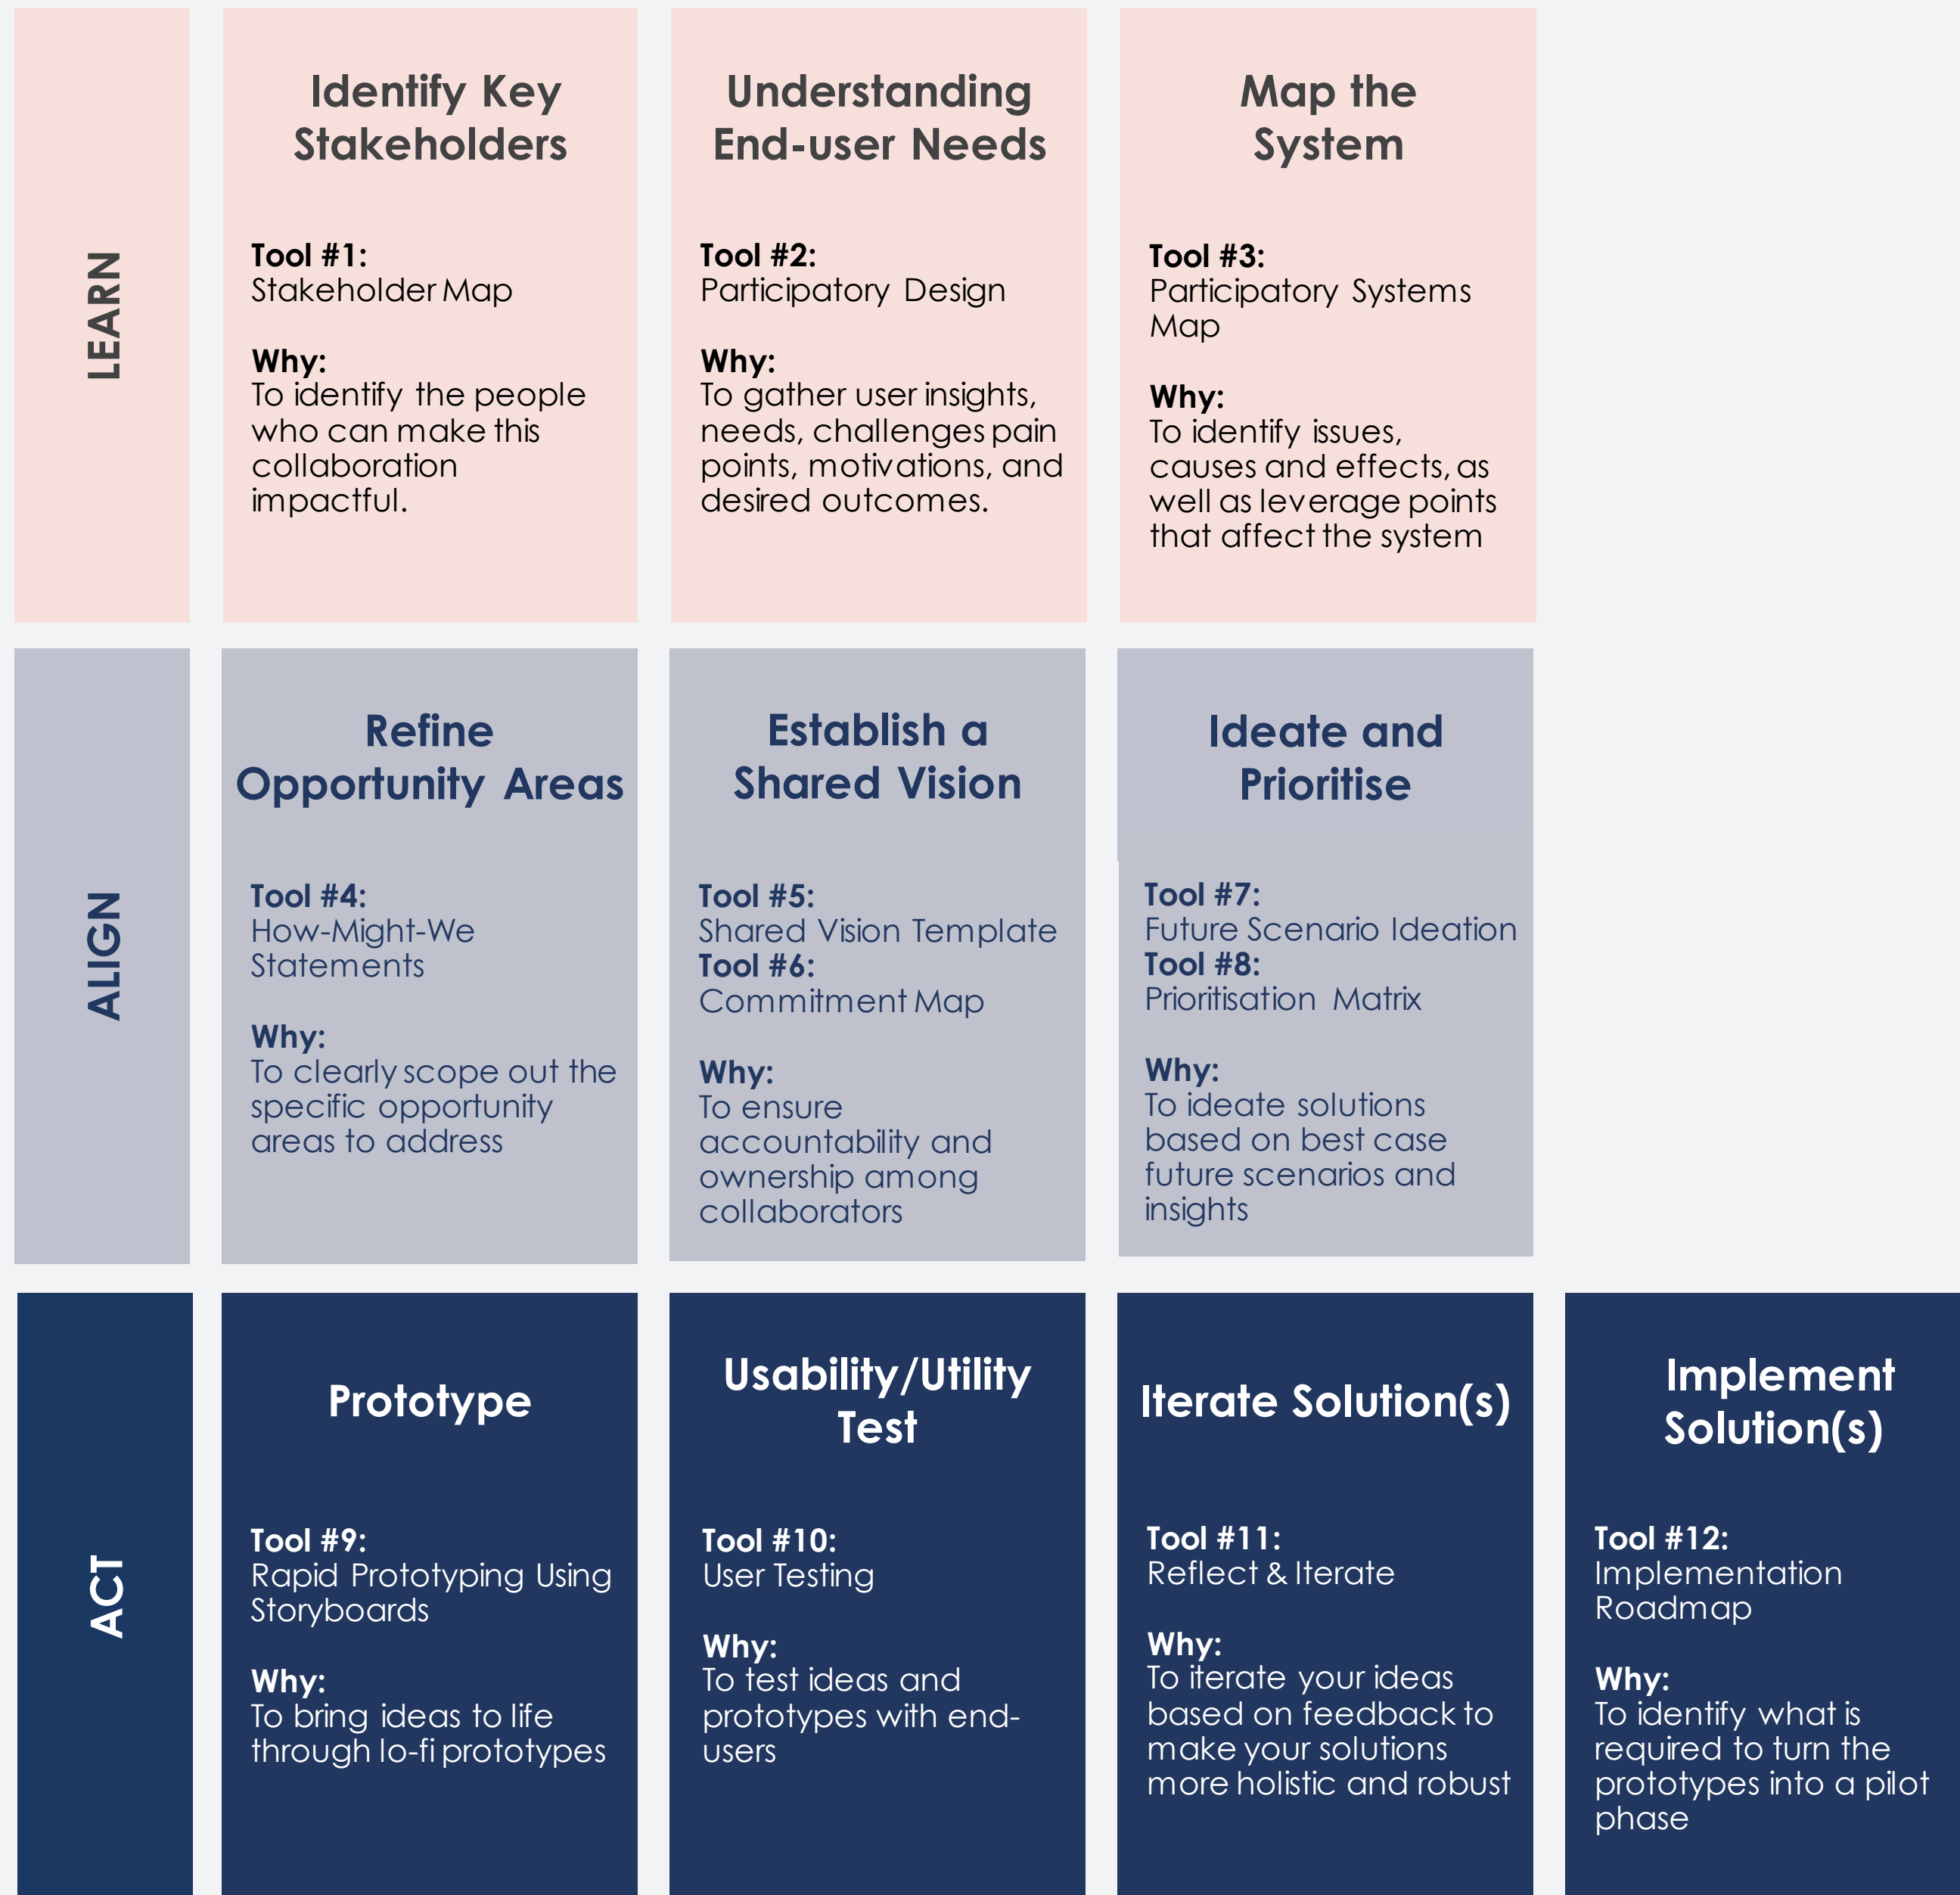 LEARN
Identify Key
Stakeholders
Tool #1:
Stakeholder Map
Why:
To identify the people
who can make this
collaboration
impactful.
Understanding
End-user Needs
Tool #2:
Participatory Design
Why:
To gather user insights,
needs, challenges pain
points, motivations, and
desired outcomes.
Map the
System
Tool #3:
Participatory Systems
Map
Why:
To identify issues,
causes and effects, as
well as leverage points
that affect the system
ALIGN
Refine
Opportunity Areas
Tool #4:
How-Might-We
Statements
Why:
To clearly scope out the
specific opportunity
areas to address
Establish a
Shared Vision
Tool #5:
Shared Vision Template
Tool #6:
Commitment Map
Why:
To ensure
accountability and
ownership among
collaborators
Ideate and
Prioritise
Tool #7:
Future Scenario Ideation
Tool #8:
Prioritisation Matrix
Why:
To ideate solutions
based on best case
future scenarios and
insights
ACT
Prototype
Tool #9:
Rapid Prototyping Using
Storyboards
Why:
To bring ideas to life
through lo-fi prototypes
Usability/Utility
Test
Tool #10:
User Testing
Why:
To test ideas and
prototypes with end-
users
Iterate Solution(s)
Tool #11:
Reflect & Iterate
Why:
To iterate your ideas
based on feedback to
make your solutions
more holistic and robust
Implement
Solution(s)
Tool #12:
Implementation
Roadmap
Why:
To identify what is
required to turn the
prototypes into a pilot
phase